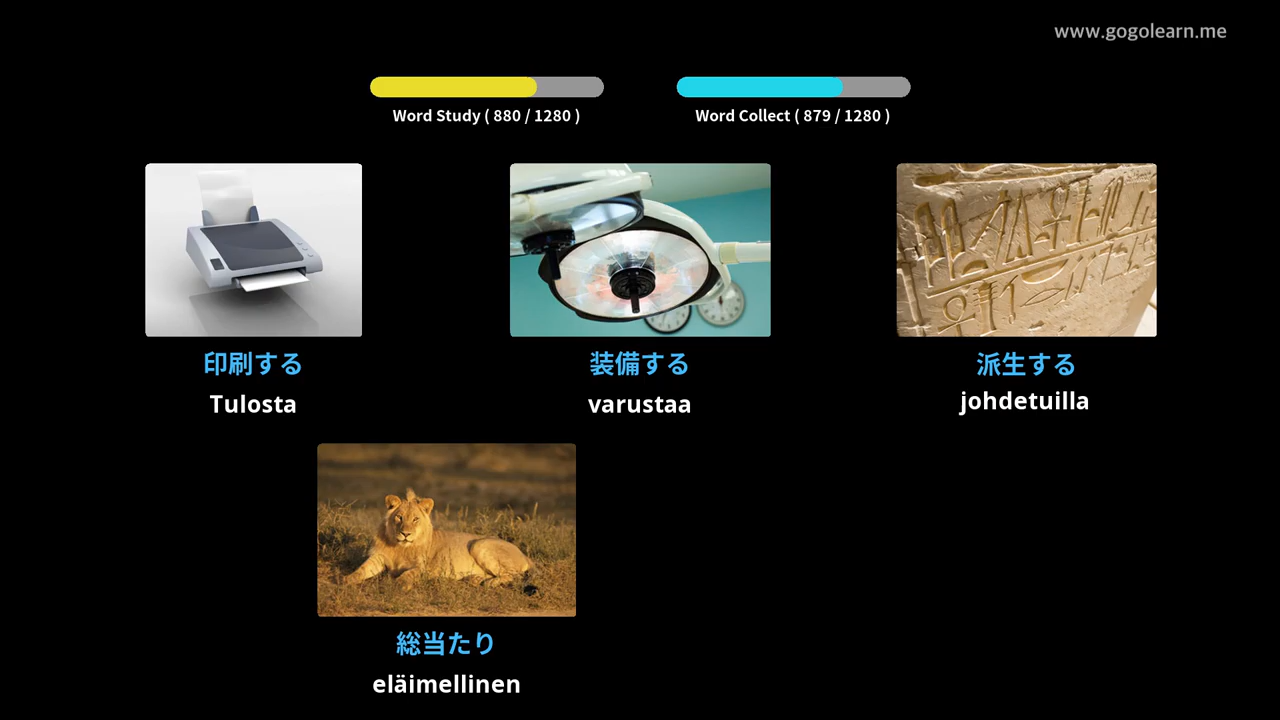 www.gogolearn.me
Word Study ( 880 / 1280 )
Word Collect ( 879 / 1280 )
印刷する
Tulosta
装備する
varustaa
派生する
johdetuilla
総当たり
eläimellinen